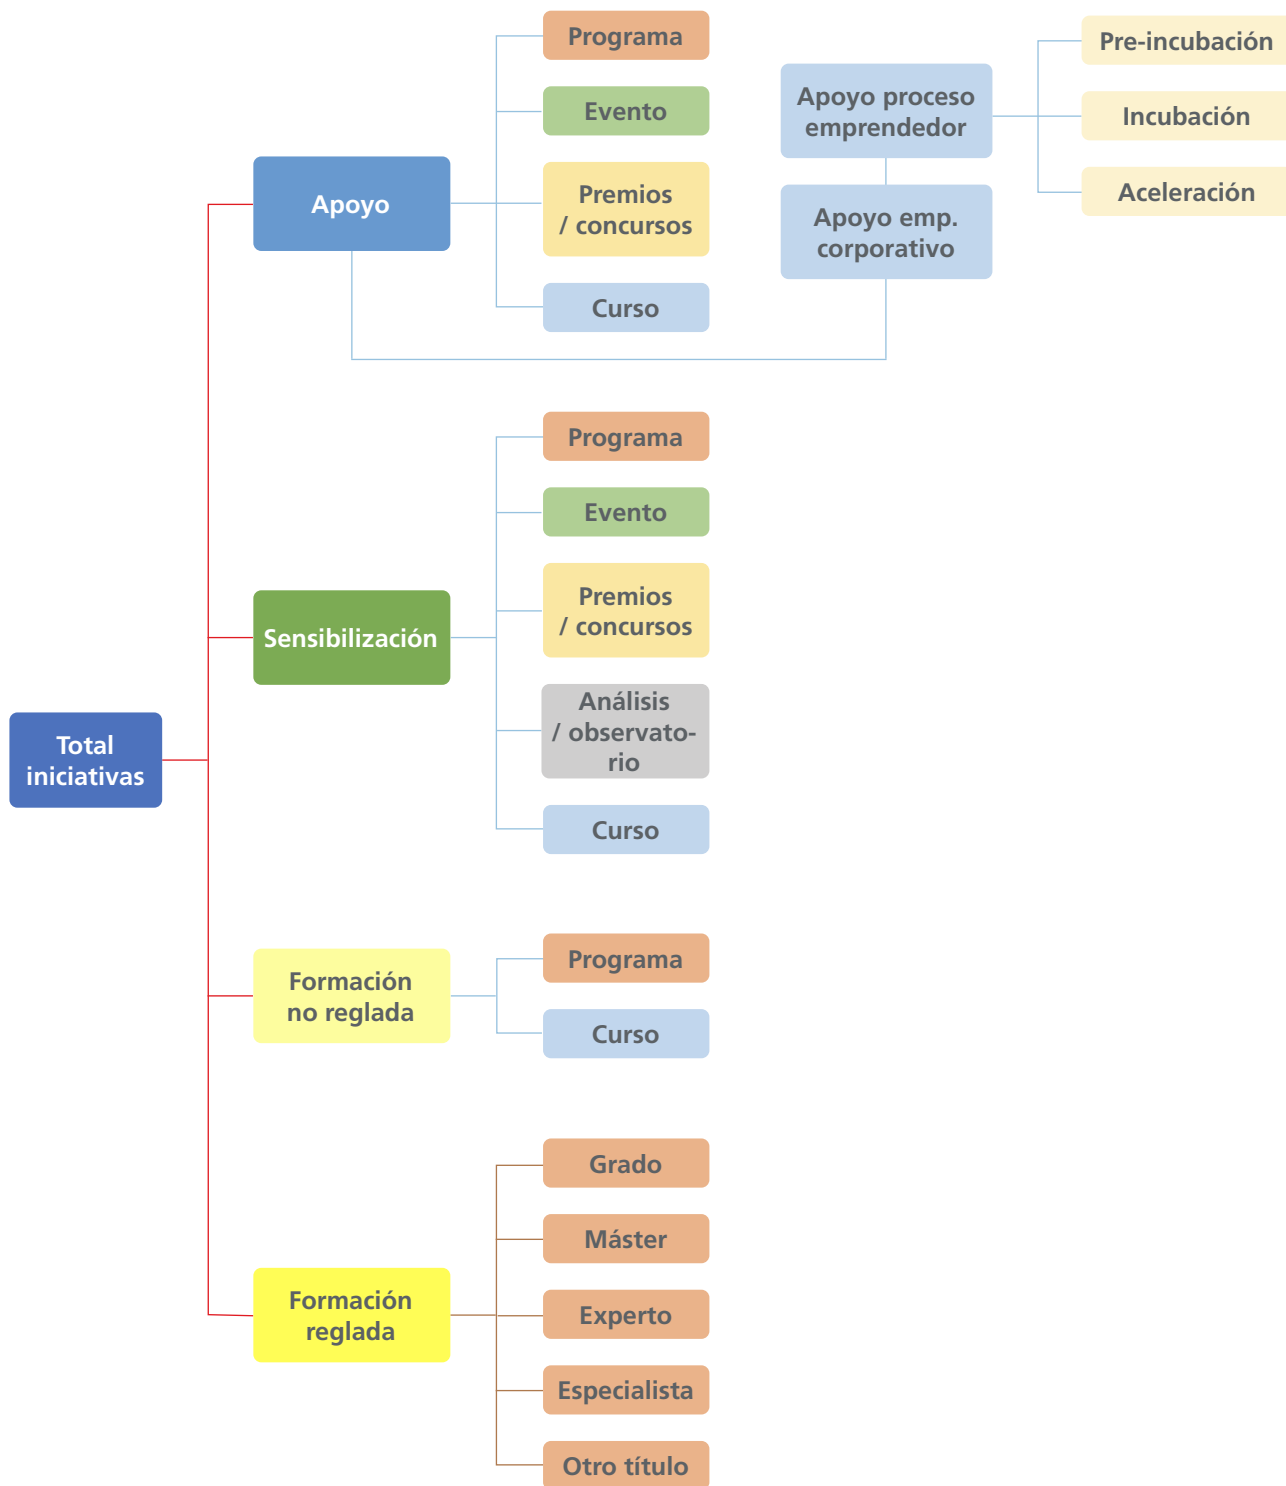 Programa
Evento
Premios
/ concursos
Curso
Apoyo
Apoyo proceso
emprendedor
Apoyo emp.
corporativo
Pre-incubación
Incubación
Aceleración
Programa
Evento
Premios
/ concursos
Análisis
/ observato-
rio
Curso
Sensibilización
Total
iniciativas
Formación
no reglada
Programa
Curso
Formación
reglada
Grado
Máster
Experto
Especialista
Otro título